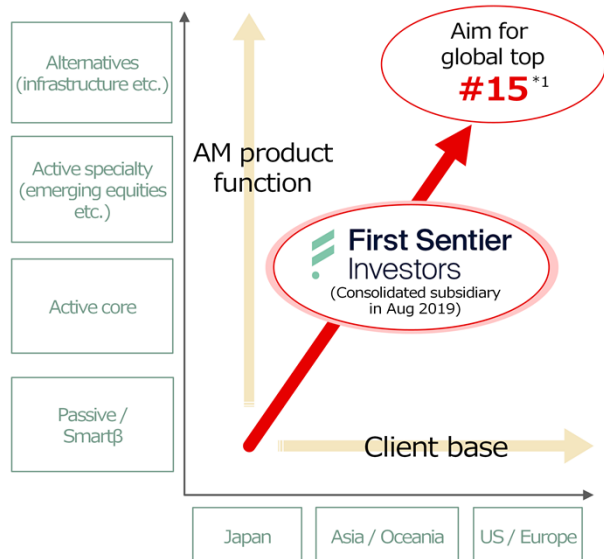 Alternatives
(infrastructure etc.)
Active specialty
(emerging equities
etc.)
Active core
Passive /
Smartβ
AM product
function
Aim for
global top
#15 *1
First Sentier
Investors
(Consolidated subsidiary
in Aug 2019)
Client base
Japan
Asia / Oceania
US / Europe